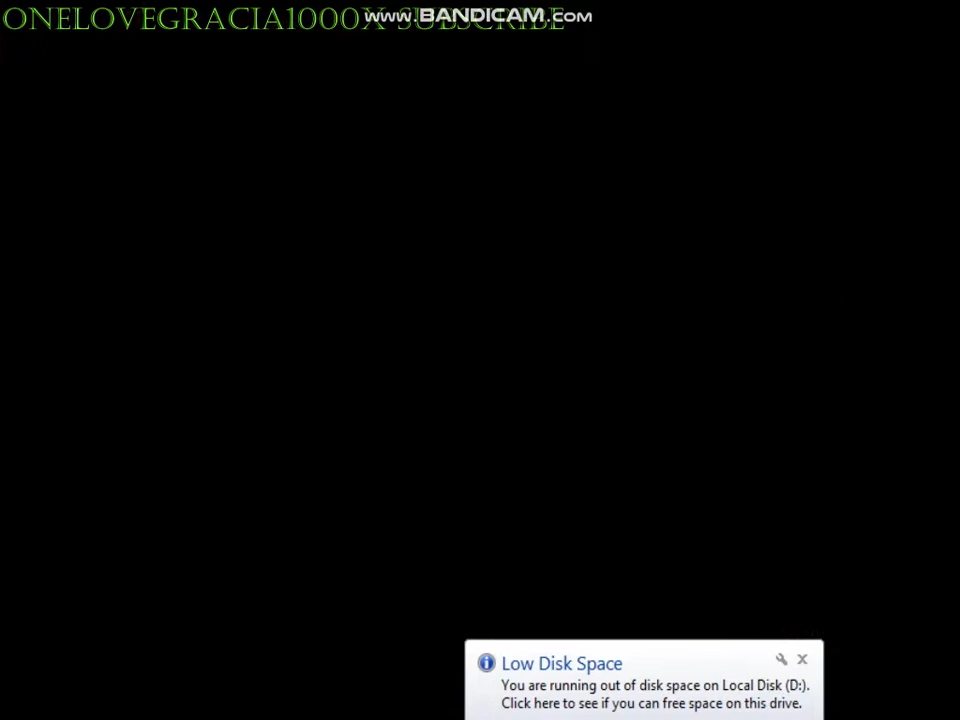 ONELOVEGRACIA1000X SUBSCRIBE
www.BANDICAM.com
Low Disk Space
You are running out of disk space on Local Disk (D:).
Click here to see if you can free space on this drive.